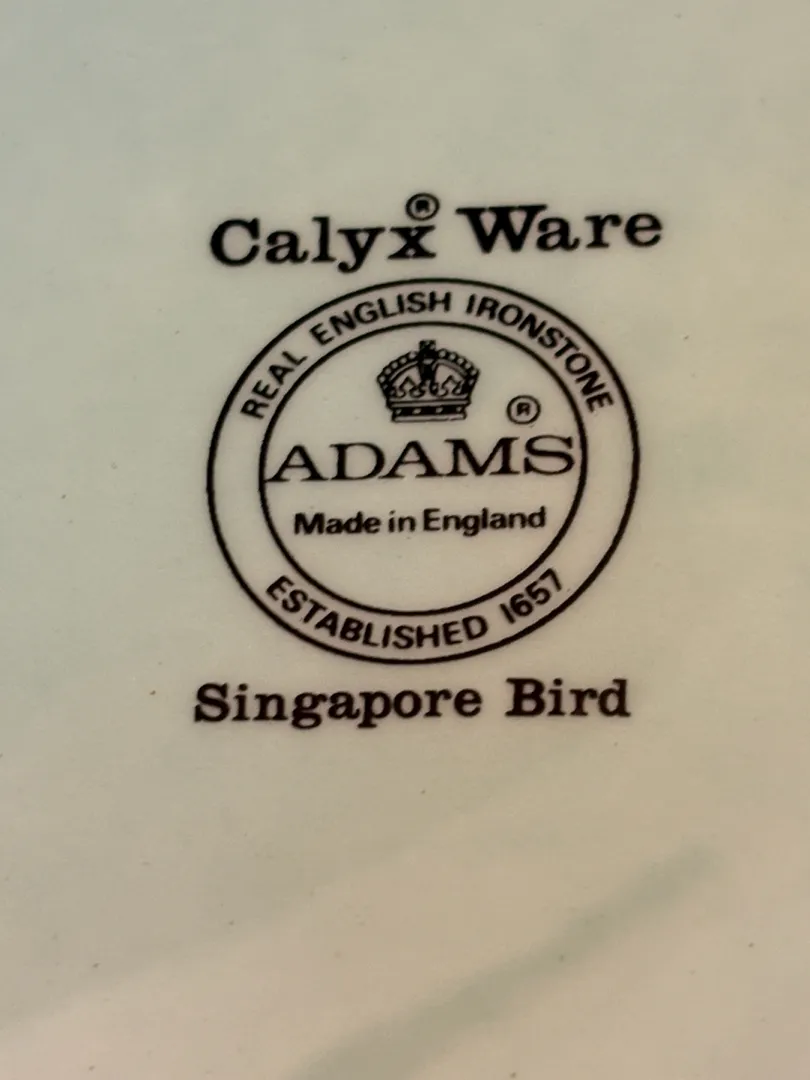 Calyx® Ware
REAL ENGLISH IRONSTONE
®
ADAMS
Made in England
ESTABLISHED 1657
Singapore Bird